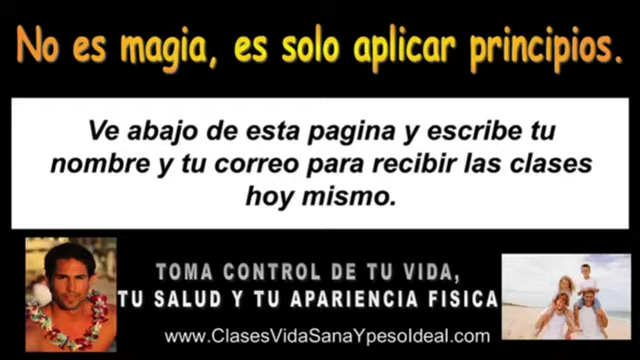 No es magia, es solo aplicar principios.
Ve abajo de esta pagina y escribe tu
nombre y tu correo para recibir las clases
hoy mismo.
TOMA CONTROL DE TU VIDA,
TU SALUD Y TU APARIENCIA FISICA
www.ClasesVidaSanaYpesoIdeal.com